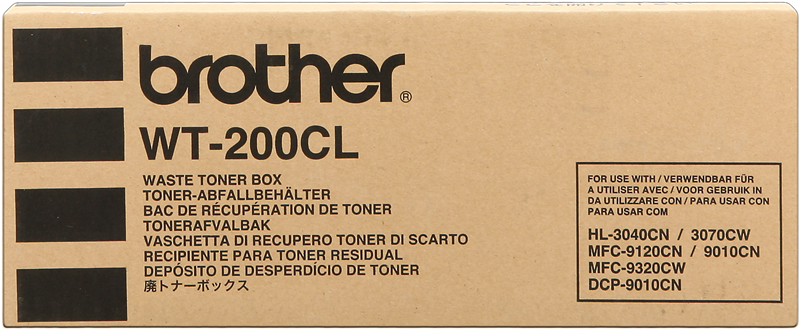 brother®
WT-200CL
WASTE TONER BOX
TONER-ABFALLBEHÄLTER
BAC DE RÉCUPÉRATION DE TONER
TONERAFVALBAK
VASCHETTA DI RECUPERO TONER DI SCARTO
RECIPIENTE PARA TONER RESIDUAL
DEPÓSITO DE DESPERDÍCIO DE TONER
廃トナーボックス
FOR USE WITH / VERWENDBAR FÜR
A UTILISER AVEC / VOOR GEBRUIK IN
DA UTILIZZARE CON / PARA USAR CON
PARA USAR COM
HL-3040CN / 3070CW
MFC-9120CN / 9010CN
MFC-9320CW
DCP-9010CN